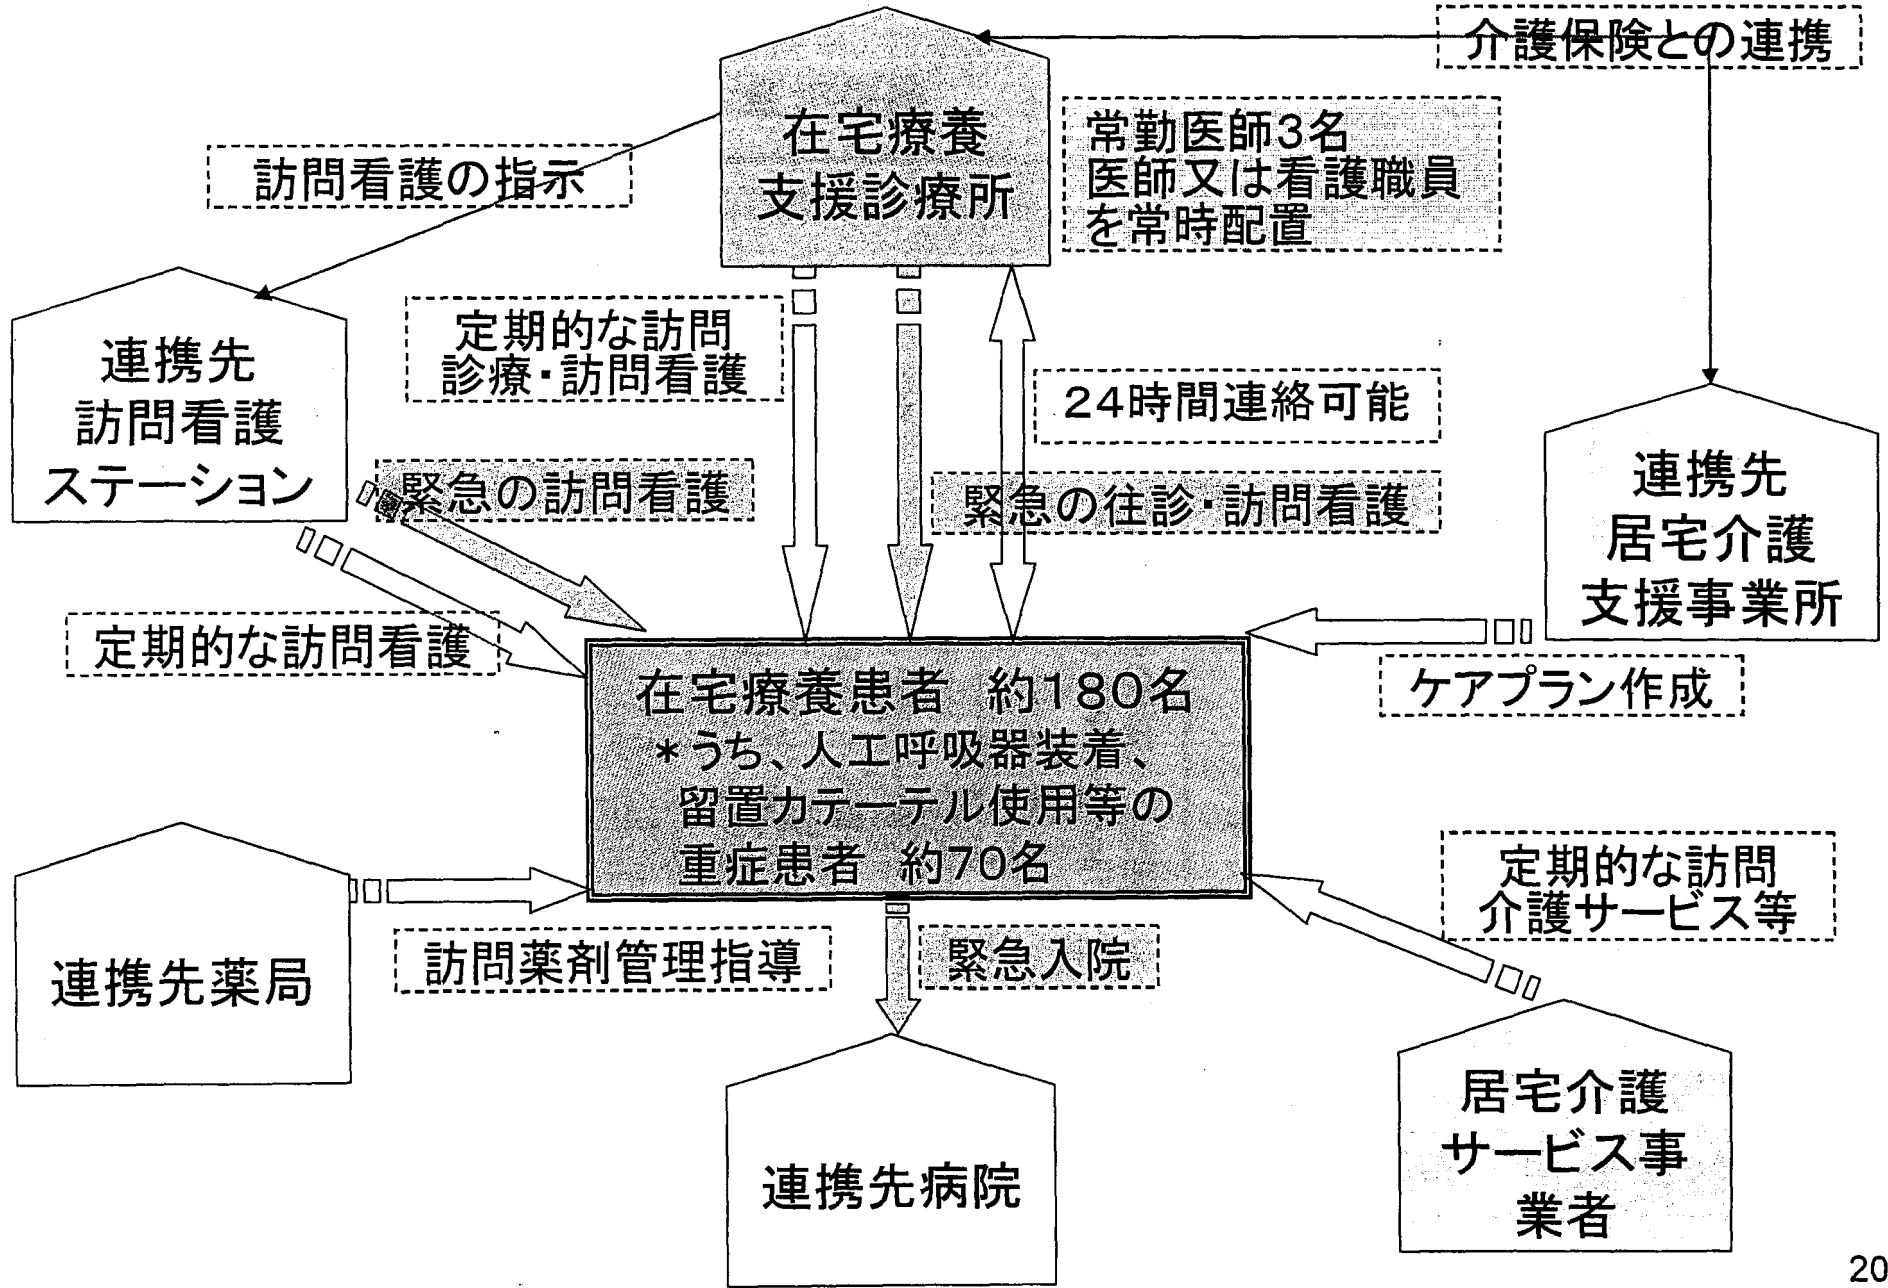 介護保険との連携
在宅療養
支援診療所
常勤医師3名
医師又は看護職員
を常時配置
訪問看護の指示
連携先
訪問看護
ステーション
定期的な訪問
診療・訪問看護
24時間連絡可能
緊急の訪問看護
緊急の往診・訪問看護
連携先
居宅介護
支援事業所
定期的な訪問看護
ケアプラン作成
在宅療養患者 約180名
*うち、人工呼吸器装着、
留置カテーテル使用等の
重症患者 約70名
定期的な訪問
介護サービス等
連携先薬局
訪問薬剤管理指導
緊急入院
連携先病院
居宅介護
サービス事
業者
20